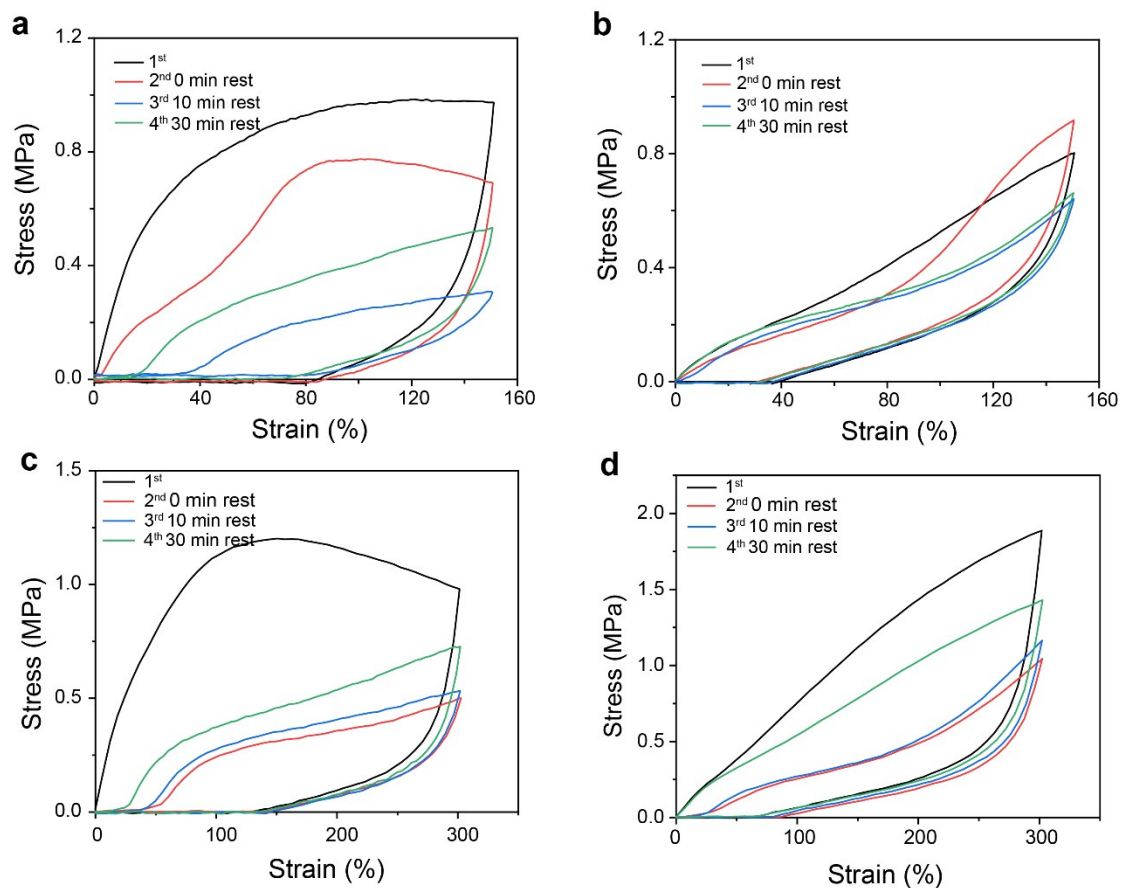 a
1.2
0.8
0.4
0.0
Stress (MPa)
1st
2nd 0 min rest
3rd 10 min rest
4th 30 min rest
0 40 80 120 160
Strain (%)
b
1.2
0.8
0.4
0.0
Stress (MPa)
1st
2nd 0 min rest
3rd 10 min rest
4th 30 min rest
0 40 80 120 160
Strain (%)
c
1.5
1.0
0.5
0.0
Stress (MPa)
1st
2nd 0 min rest
3rd 10 min rest
4th 30 min rest
0 100 200 300
Strain (%)
d
2.0
1.5
1.0
0.5
0.0
Stress (MPa)
1st
2nd 0 min rest
3rd 10 min rest
4th 30 min rest
0 100 200 300
Strain (%)